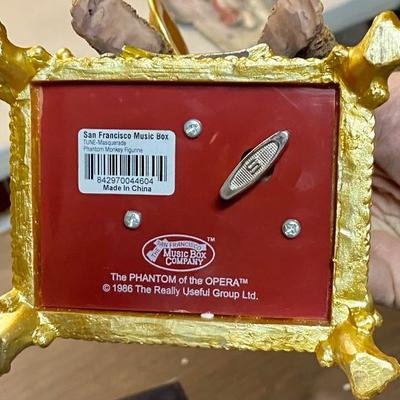 San Francisco Music Box
TUNE-Masquerade
Phantom Monkey Figurine
842970044604
Made In China
SAN FRANCISCO
MUSIC BOX
COMPANY
TM
The PHANTOM of the OPERA™
© 1986 The Really Useful Group Ltd.